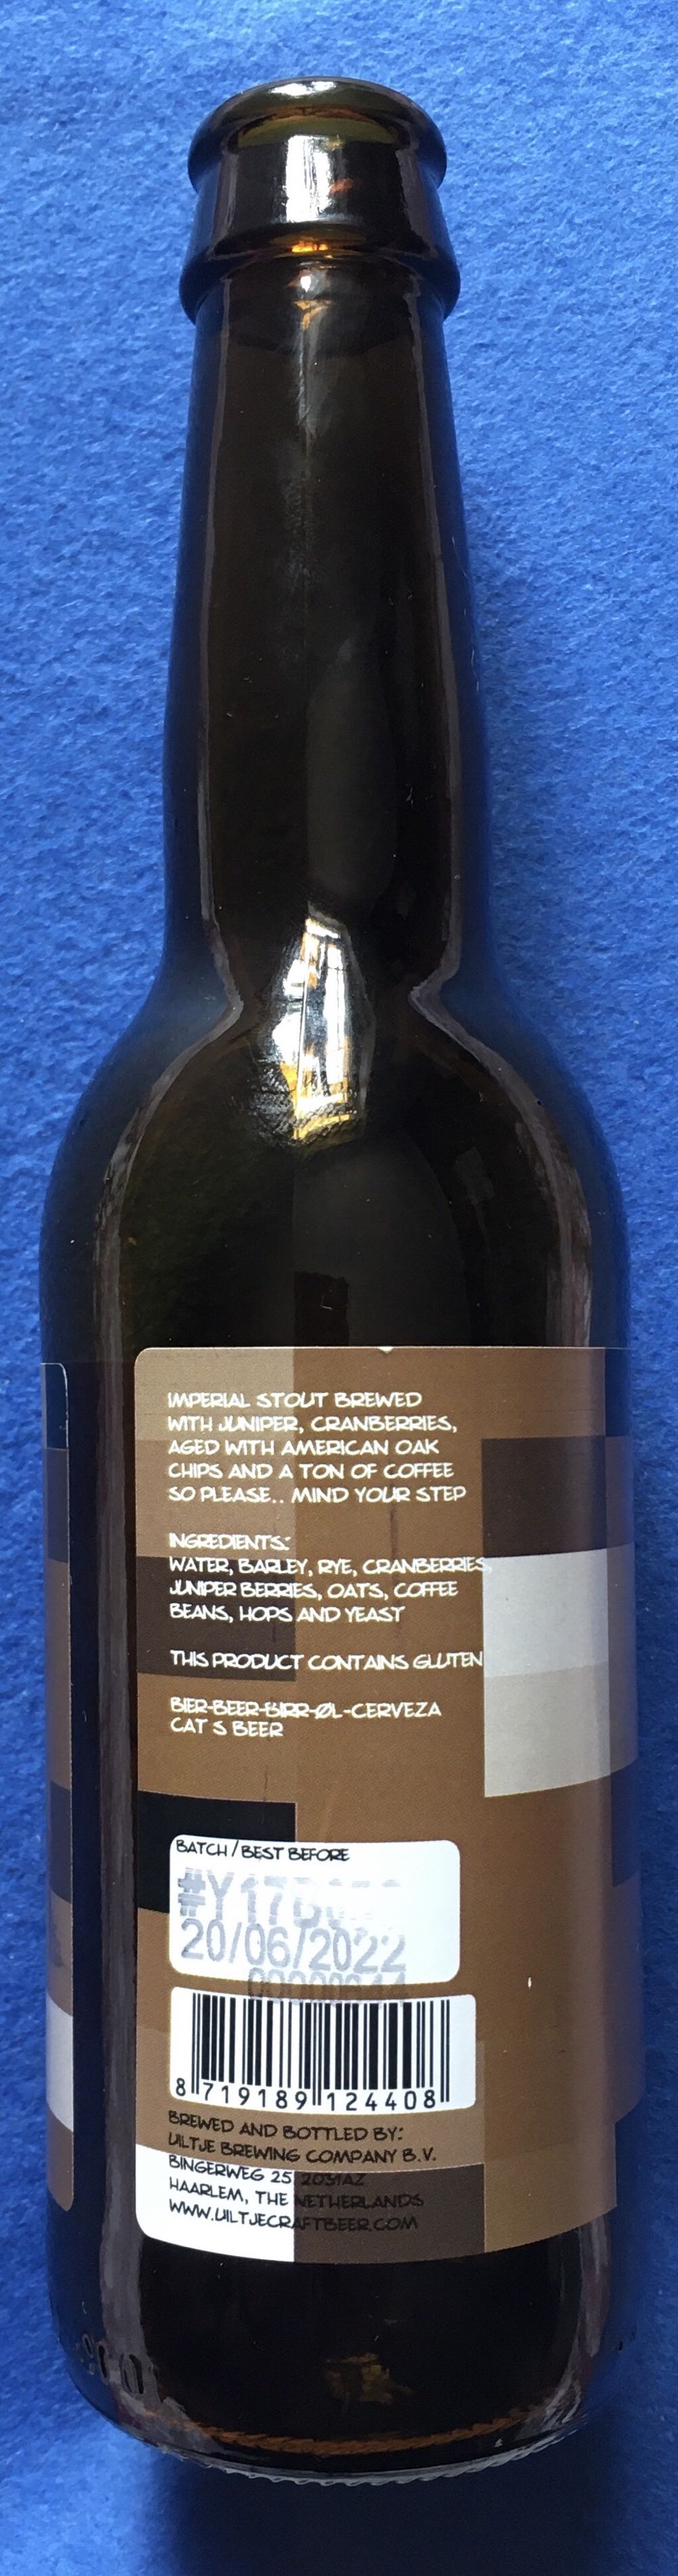 IMPERIAL STOUT BREWED
WITH JUNIPER, CRANBERRIES,
AGED WITH AMERICAN OAK
CHIPS AND A TON OF COFFEE
SO PLEASE.. MIND YOUR STEP
INGREDIENTS:
WATER, BARLEY, RYE, CRANBERRIES,
JUNIPER BERRIES, OATS, COFFEE
BEANS, HOPS AND YEAST
THIS PRODUCT CONTAINS GLUTEN
BIER-BEER-BIRR-ØL-CERVEZA
CAT S BEER
BATCH / BEST BEFORE
20/06/2022
8 719189 124408
BREWED AND BOTTLED BY:
UILTJE BREWING COMPANY B.V.
BINGERWEG 25 2031AZ
HAARLEM, THE NETHERLANDS
WWW.UILTJECRAFTBEER.COM